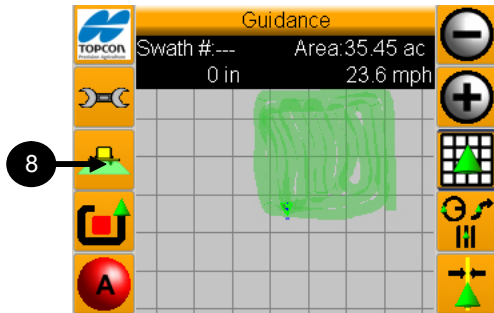 Guidance
TOPCON
Precision Agriculture
Swath #:--- Area:35.45 ac
0 in 23.6 mph
8
A